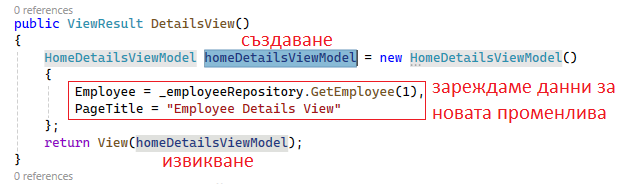 0 references
public ViewResult DetailsView()
{
създаване
HomeDetailsViewModel homeDetailsViewModel = new HomeDetailsViewModel()
{
Employee = _employeeRepository.GetEmployee(1),
PageTitle = "Employee Details View"
зареждаме данни за
новата променлива
};
return View(homeDetailsViewModel);
извикване
}
0 references